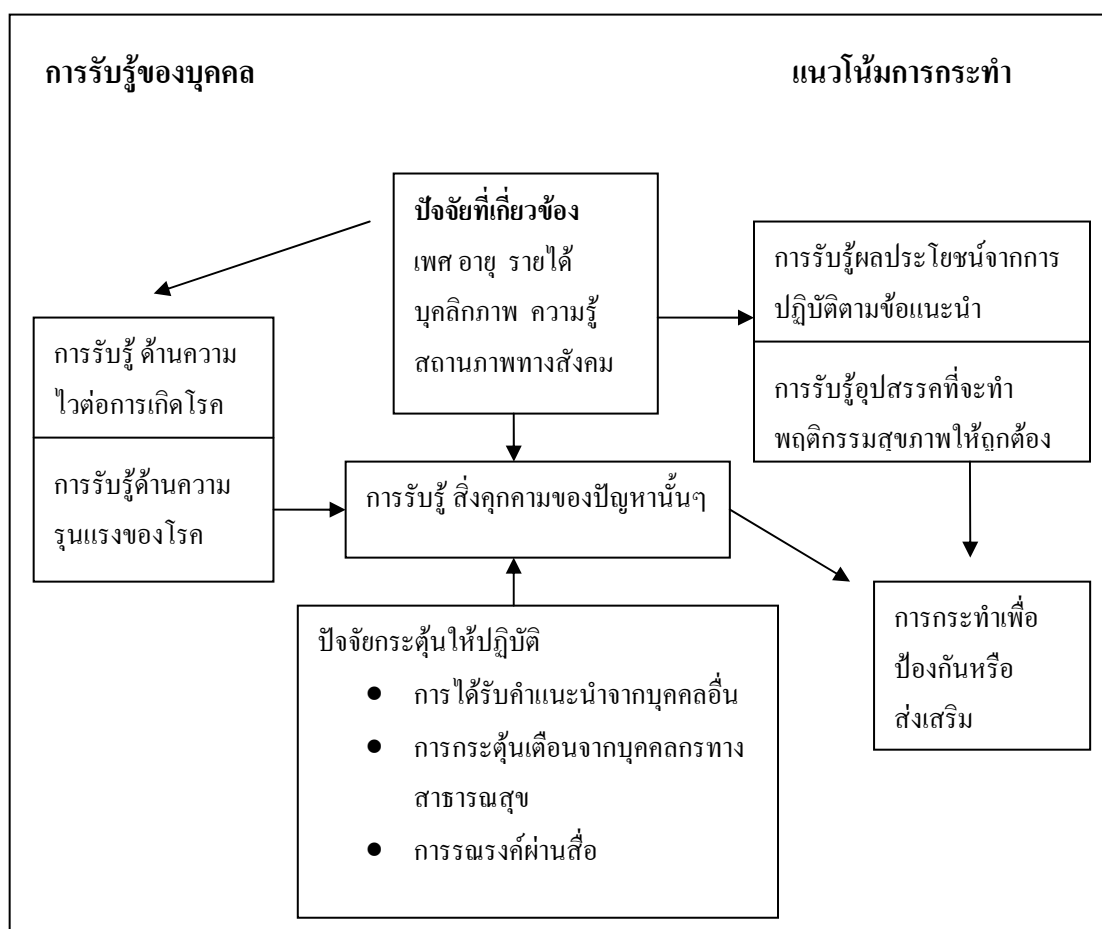 การรับรู้ของบุคคล
แนวโน้มการกระทำ
ปัจจัยที่เกี่ยวข้อง
เพศ อายุ รายได้
บุคลิกภาพ ความรู้
สถานภาพทางสังคม
การรับรู้ผลประโยชน์จากการ
ปฏิบัติตามข้อแนะนำ
การรับรู้อุปสรรคที่จะทำ
พฤติกรรมสุขภาพให้ถูกต้อง
การรับรู้ ด้านความ
ไวต่อการเกิดโรค
การรับรู้ด้านความ
รุนแรงของโรค
การรับรู้ สิ่งคุกคามของปัญหานั้นๆ
การกระทำเพื่อ
ป้องกันหรือ
ส่งเสริม
ปัจจัยกระตุ้นให้ปฏิบัติ
● การได้รับคำแนะนำจากบุคคลอื่น
● การกระตุ้นเตือนจากบุคคลกรทาง
สาธารณสุข
● การรณรงค์ผ่านสื่อ